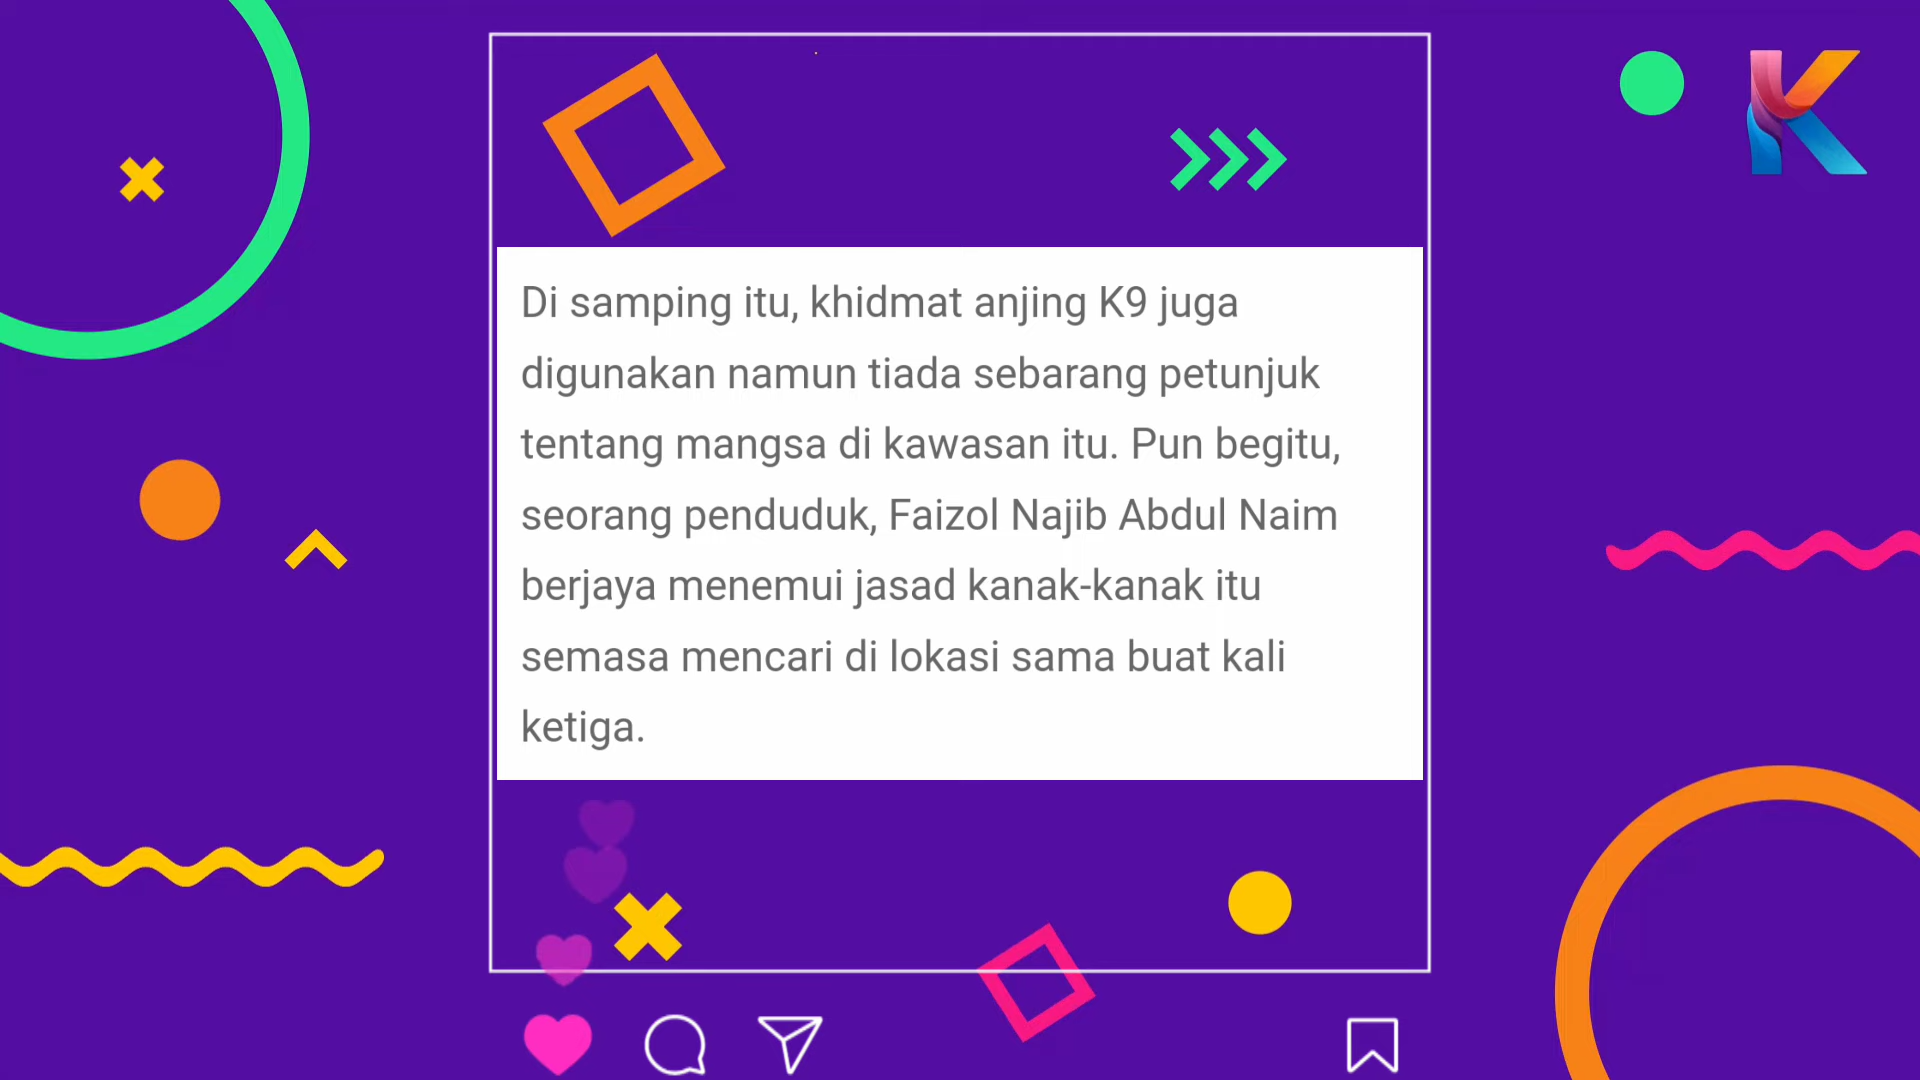 Di samping itu, khidmat anjing K9 juga
digunakan namun tiada sebarang petunjuk
tentang mangsa di kawasan itu. Pun begitu,
seorang penduduk, Faizol Najib Abdul Naim
berjaya menemui jasad kanak-kanak itu
semasa mencari di lokasi sama buat kali
ketiga.
K